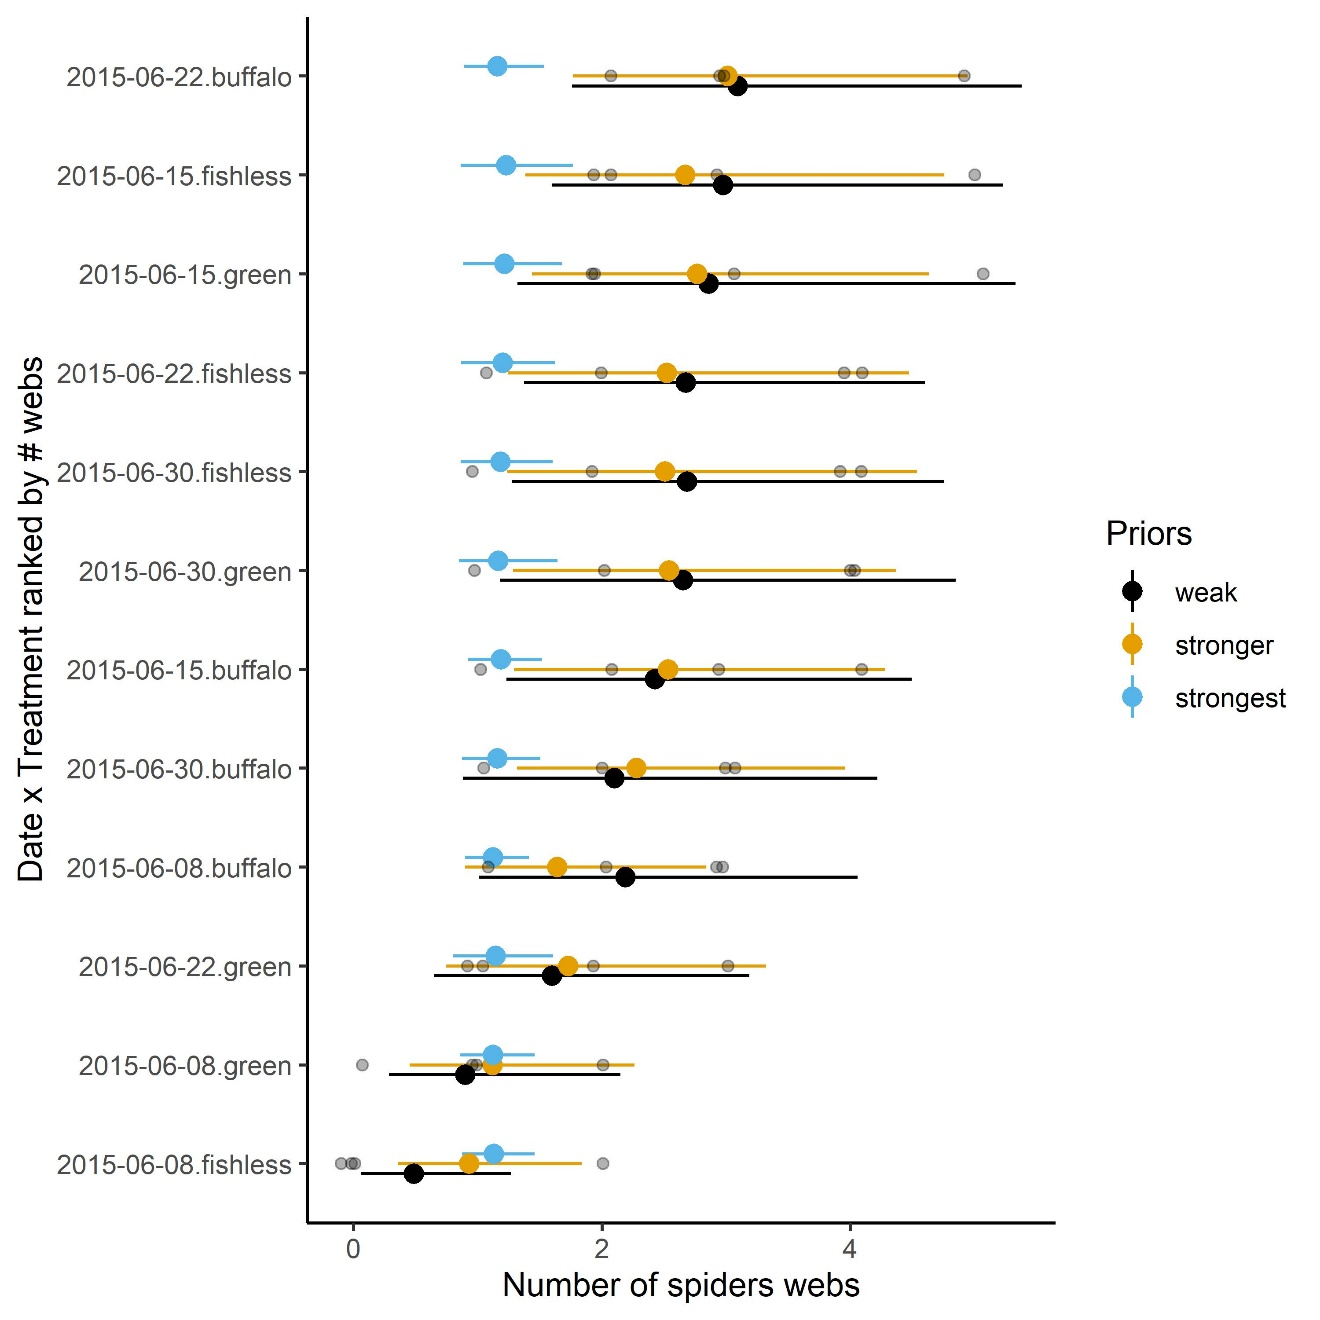 2015-06-22.buffalo
2015-06-15.fishless
2015-06-15.green
2015-06-22.fishless
2015-06-30.fishless
2015-06-30.green
2015-06-15.buffalo
2015-06-30.buffalo
2015-06-08.buffalo
2015-06-22.green
2015-06-08.green
2015-06-08.fishless
Date x Treatment ranked by # webs
0 2 4
Number of spiders webs
Priors
weak
stronger
strongest